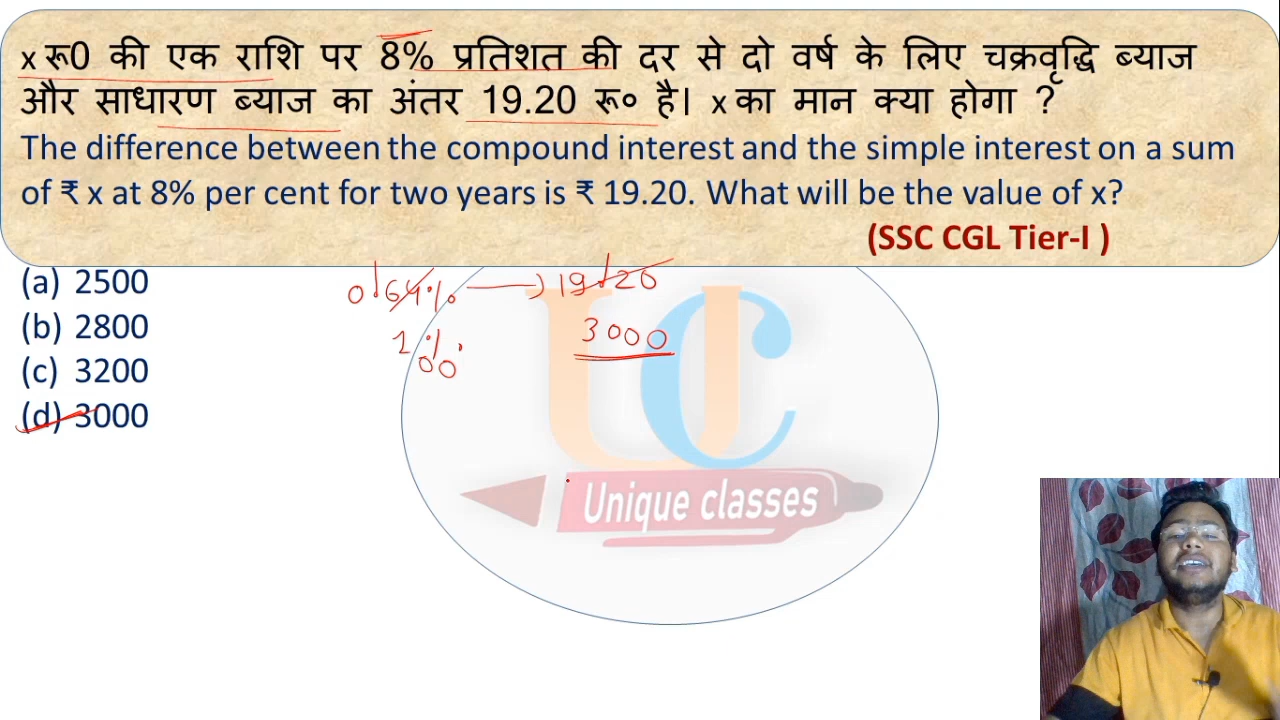 x रू0 की एक राशि पर 8% प्रतिशत की दर से दो वर्ष के लिए चक्रवृद्धि ब्याज
और साधारण ब्याज का अंतर 19.20 रू० है। x का मान क्या होगा ?
The difference between the compound interest and the simple interest on a sum
of ₹ x at 8% per cent for two years is ₹ 19.20. What will be the value of x?
(SSC CGL Tier-I )
(a) 2500
0.64% → 19.20
(b) 2800
1%
3000
(c) 3200
00
(d) 3000
UC
Unique classes